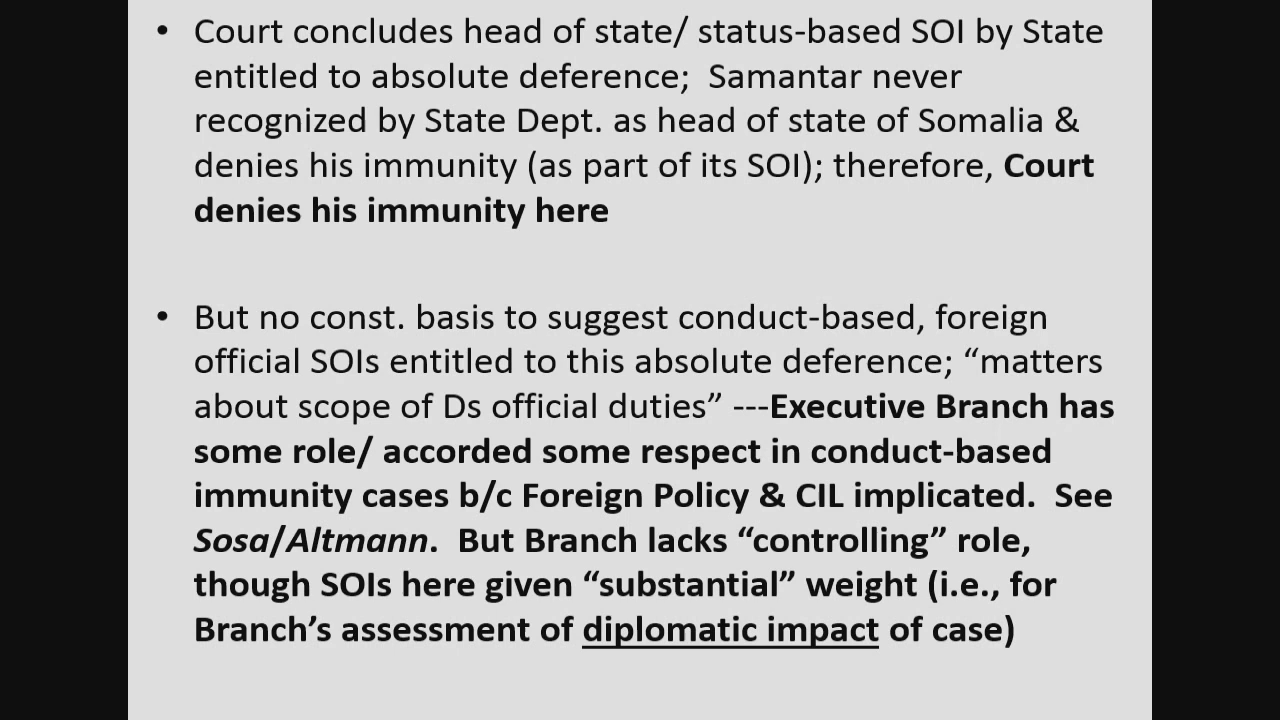 • Court concludes head of state/ status-based SOI by State
entitled to absolute deference;  Samantar never
recognized by State Dept. as head of state of Somalia &
denies his immunity (as part of its SOI); therefore, Court
denies his immunity here
• But no const. basis to suggest conduct-based, foreign
official SOIs entitled to this absolute deference; “matters
about scope of Ds official duties” ---Executive Branch has
some role/ accorded some respect in conduct-based
immunity cases b/c Foreign Policy & CIL implicated.  See
Sosa/Altmann.  But Branch lacks “controlling” role,
though SOIs here given “substantial” weight (i.e., for
Branch’s assessment of diplomatic impact of case)